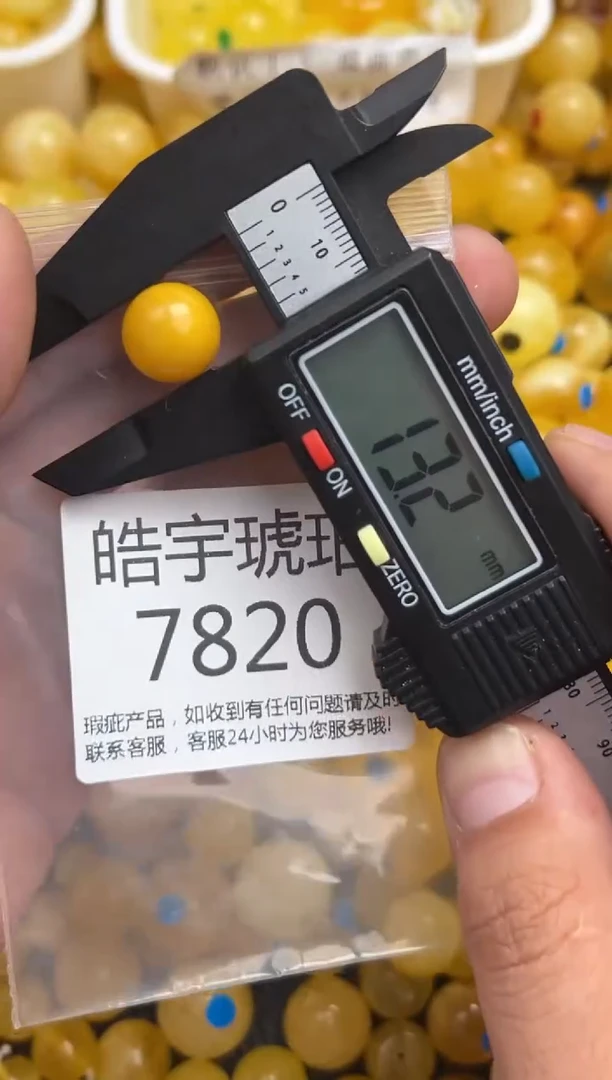 0
10
1 2 3 4 5
mm/inch
OFF
ON
13.2
mm
ZERO
皓宇琥珀
7820
瑕疵产品，如收到有任何问题请及时
联系客服，客服24小时为您服务哦!
80
90